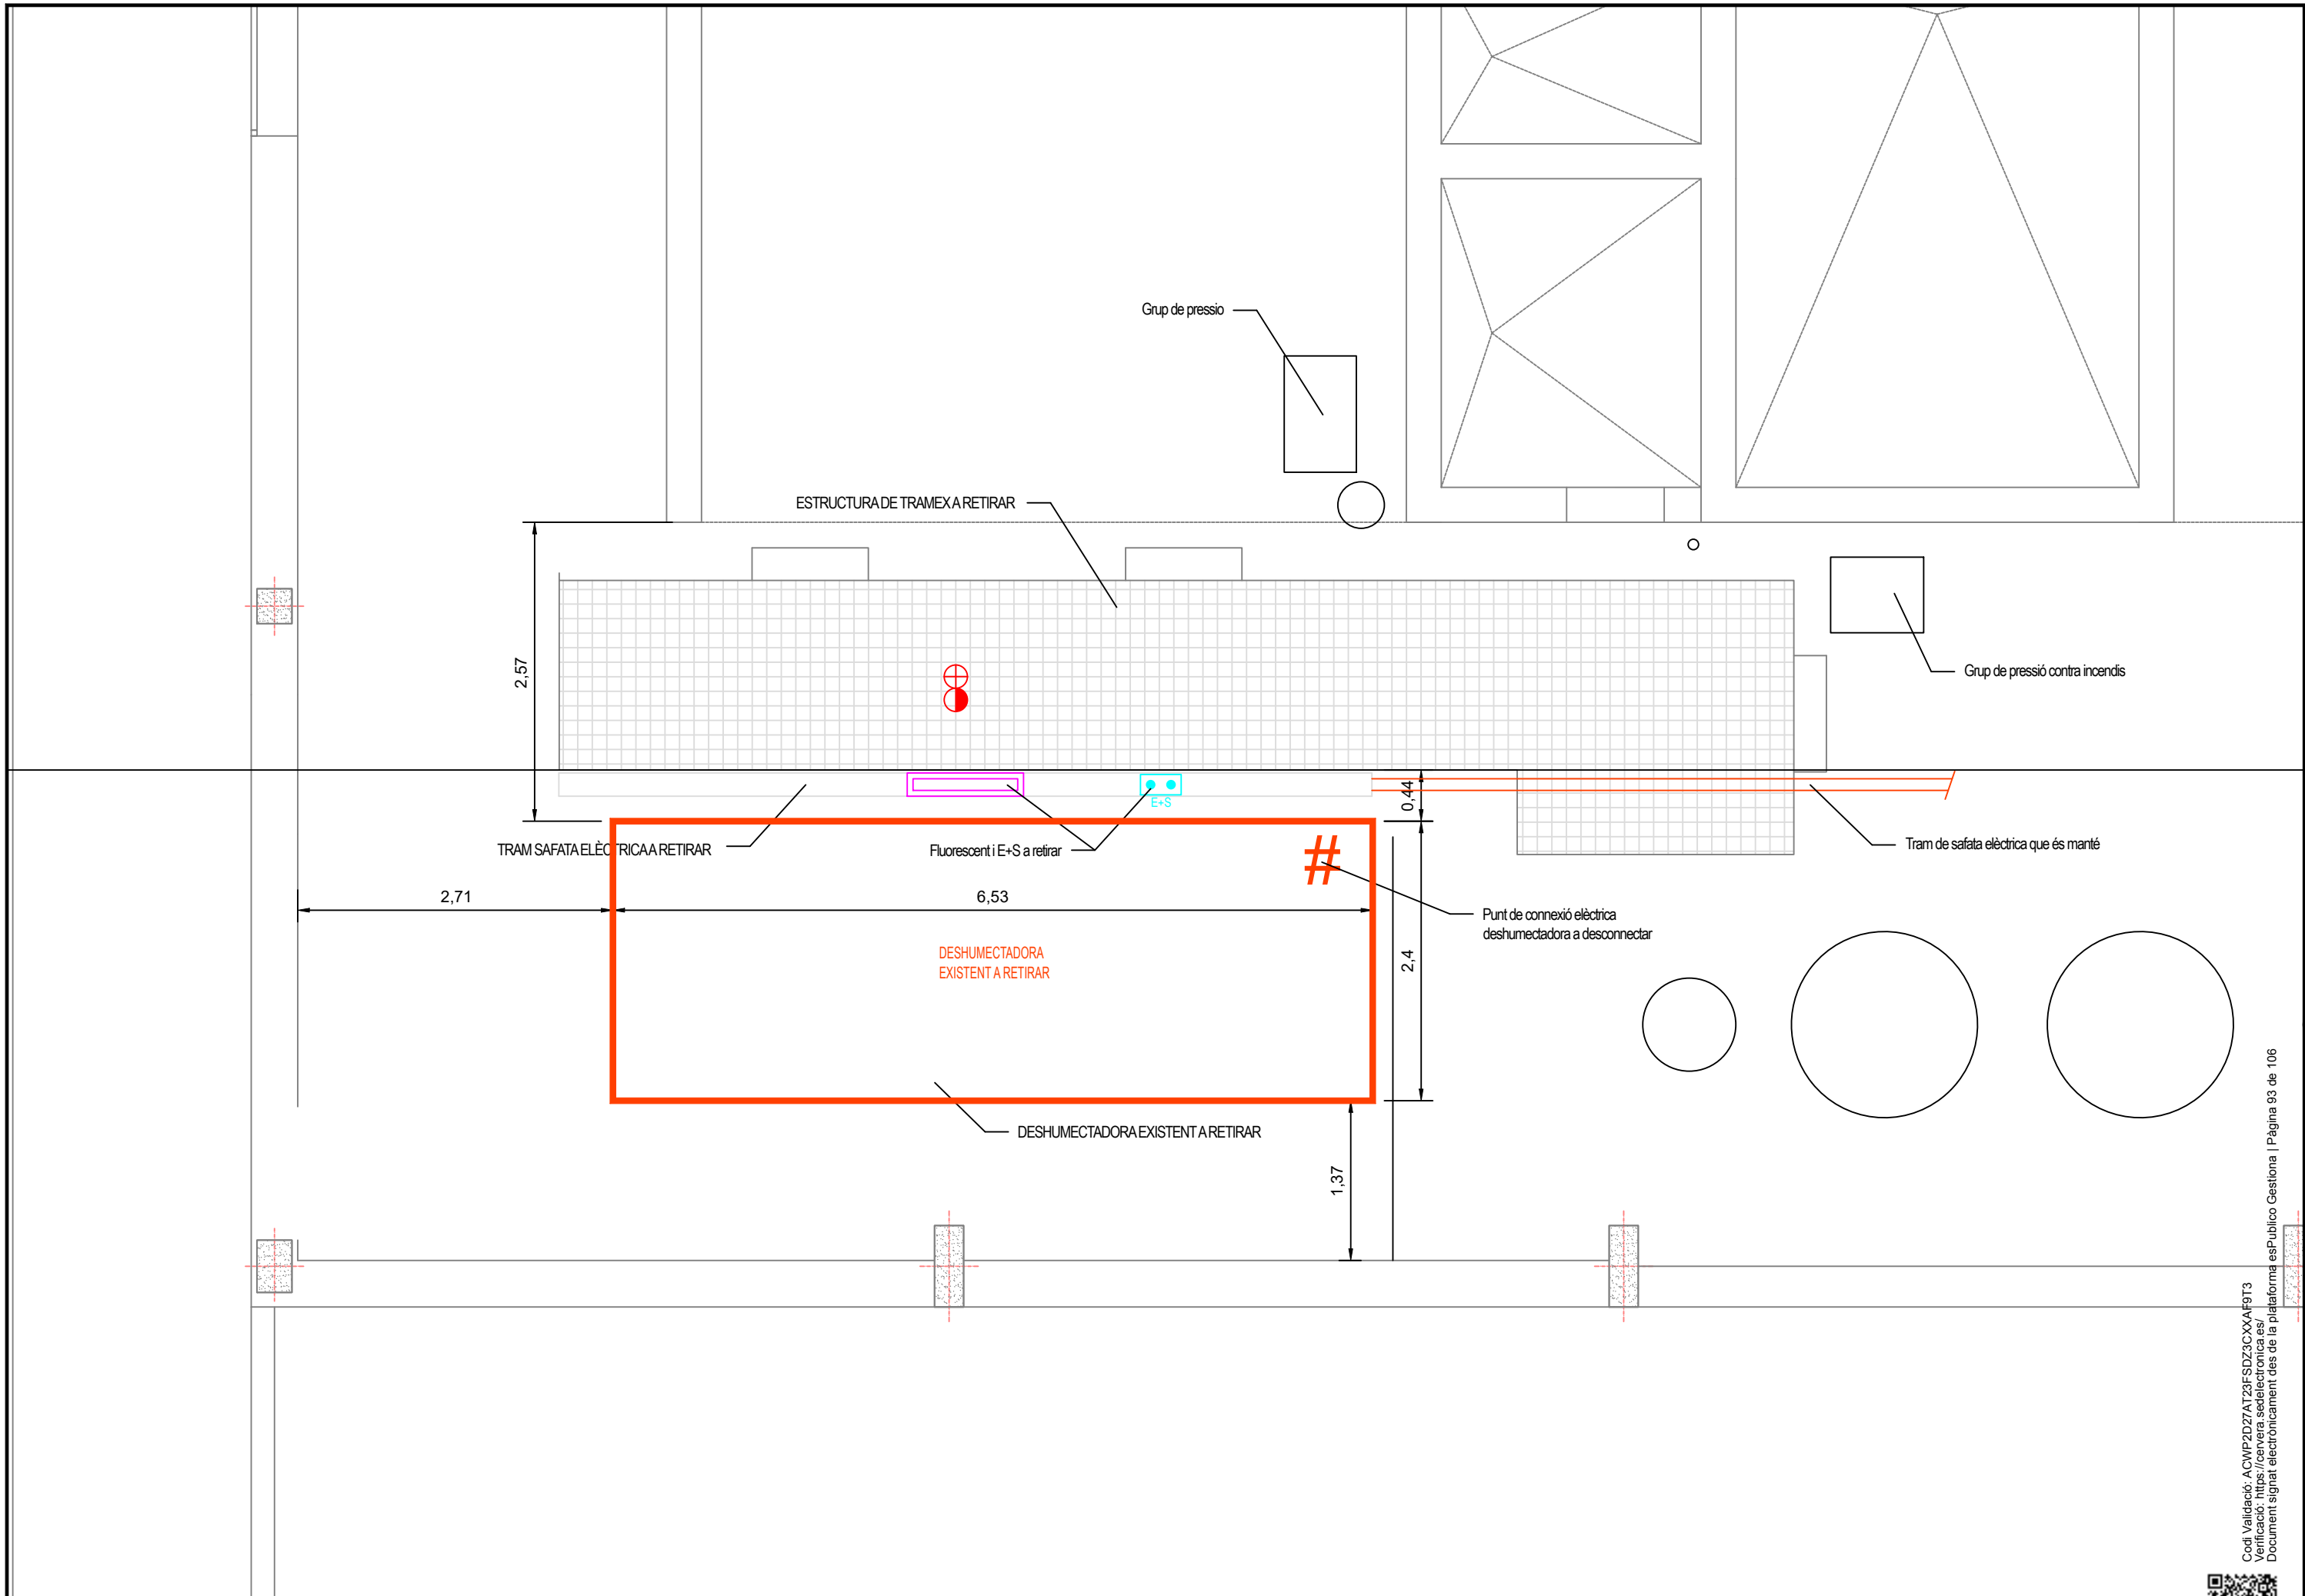 Grup de pressio
ESTRUCTURA DE TRAMEX A RETIRAR
2,57
Grup de pressió contra incendis
0,44
E+S
TRAM SAFATA ELÈCTRICA A RETIRAR
Fluorescent i E+S a retirar
#
Tram de safata elèctrica que és manté
2,71
6,53
Punt de connexió elèctrica
deshumectadora a desconnectar
DESHUMECTADORA
EXISTENT A RETIRAR
2,4
DESHUMECTADORA EXISTENT A RETIRAR
1,37
Codi Validació: ACWP2D27AT23FSDZ3CXXAF9T3
Verificació: https://cervera.sedelectronica.es/
Document signat electrònicament des de la plataforma esPublico Gestiona | Pàgina 93 de 106